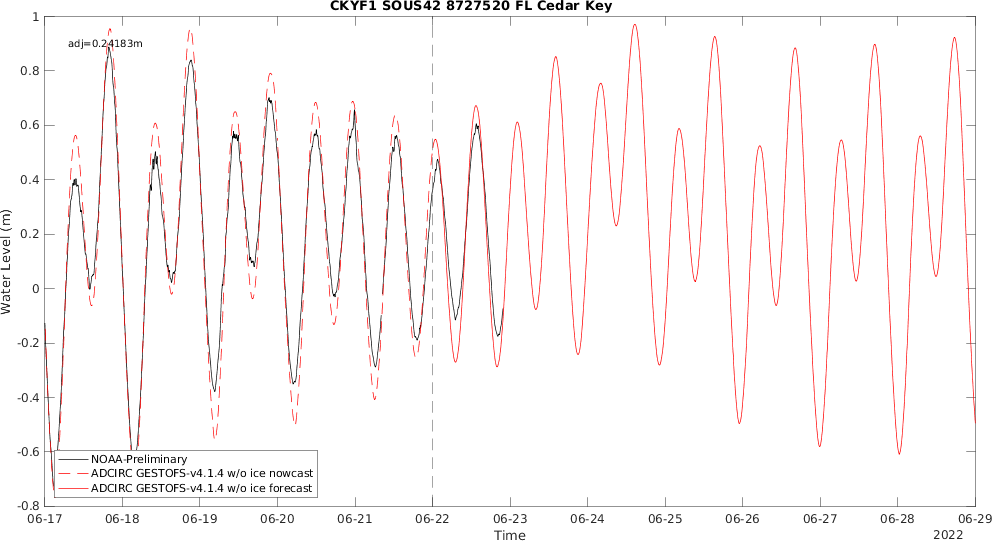 CKYF1 SOUS42 8727520 FL Cedar Key
adj=0.24183m
Water Level (m)
1
0.8
0.6
0.4
0.2
0
-0.2
-0.4
-0.6
-0.8
NOAA-Preliminary
ADCIRC GESTOFS-v4.1.4 w/o ice nowcast
ADCIRC GESTOFS-v4.1.4 w/o ice forecast
06-17 06-18 06-19 06-20 06-21 06-22 06-23 06-24 06-25 06-26 06-27 06-28 06-29
Time
2022